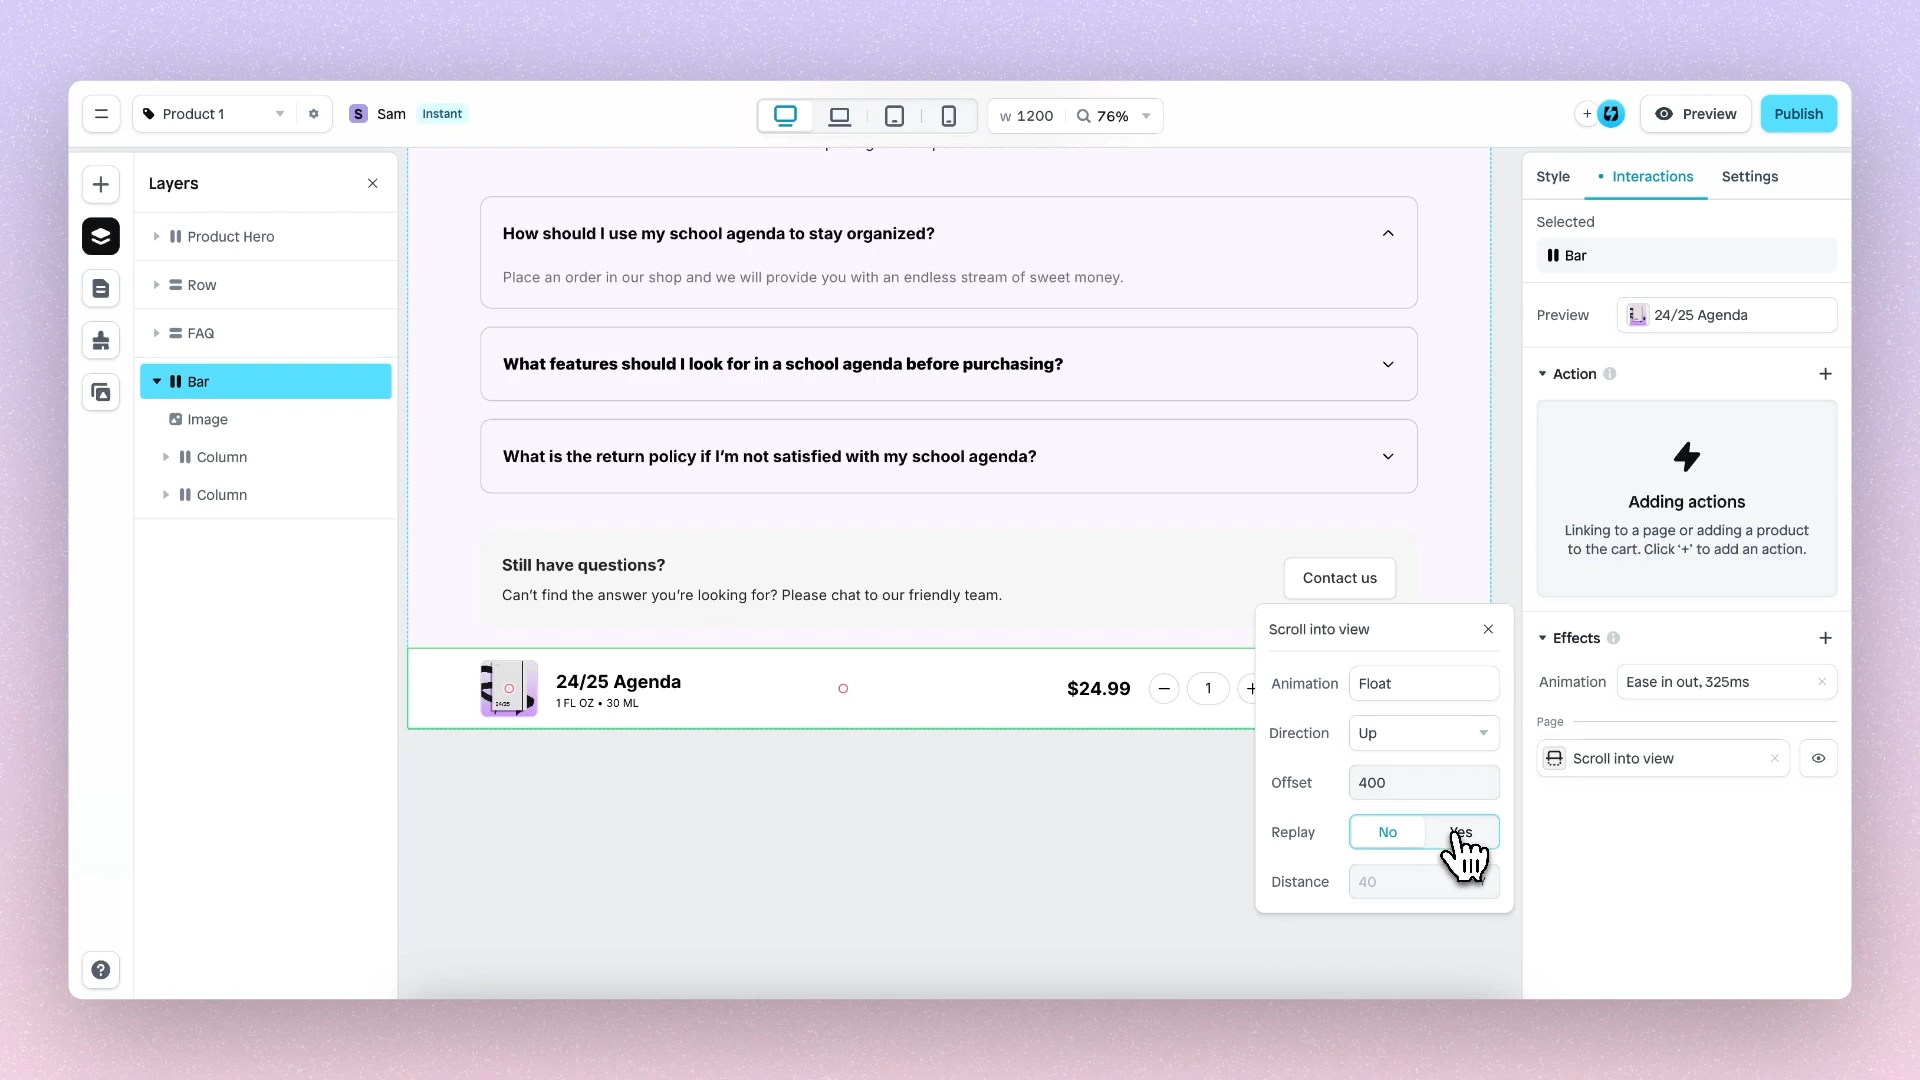 Product 1
S Sam Instant
W 1200 76%
+ Preview Publish
Layers
Product Hero
Row
FAQ
Bar
Image
Column
Column
How should I use my school agenda to stay organized?
Place an order in our shop and we will provide you with an endless stream of sweet money.
What features should I look for in a school agenda before purchasing?
What is the return policy if I'm not satisfied with my school agenda?
Still have questions?
Can't find the answer you're looking for? Please chat to our friendly team.
Contact us
24/25
24/25 Agenda
1 FL OZ • 30 ML
$24.99 − 1 +
Scroll into view
Animation Float
Direction Up
Offset 400
Replay No Yes
Distance 40
Style • Interactions Settings
Selected
Bar
Preview 24/25 Agenda
Action
Adding actions
Linking to a page or adding a product
to the cart. Click '+' to add an action.
Effects
Animation Ease in out, 325ms
Page
Scroll into view